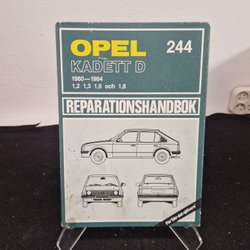 OPEL 244
KADETT D
1980—1984
1,2 1,3 1,6 och 1,8
REPARATIONSHANDBOK